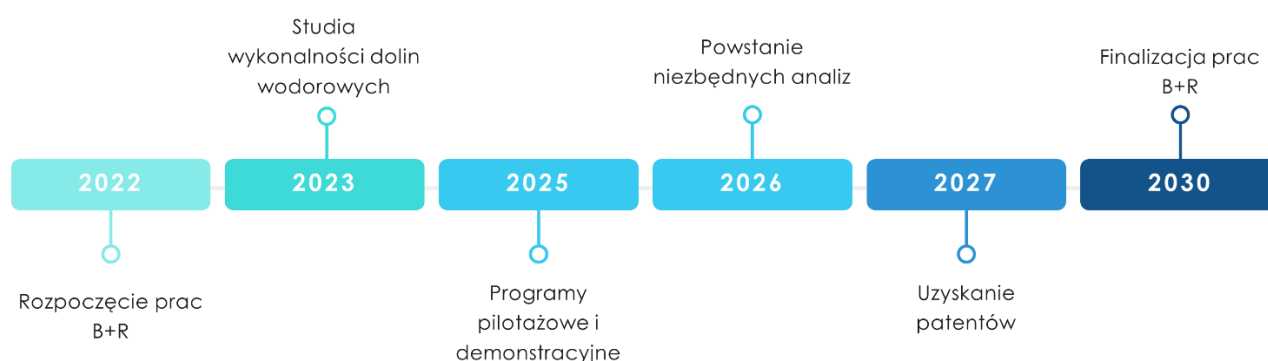 Studia
wykonalności dolin
wodorowych
Powstanie
niezbędnych analiz
Finalizacja prac
B+R
2022
2023
2025
2026
2027
2030
Rozpoczęcie prac
B+R
Programy
pilotażowe i
demonstracyjne
Uzyskanie
patentów